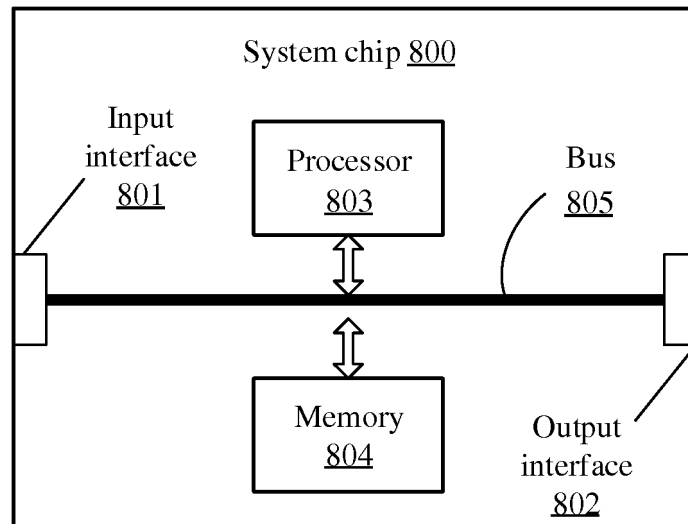 System chip 800
Input
interface
801
Processor
803
Bus
805
Memory
804
Output
interface
802